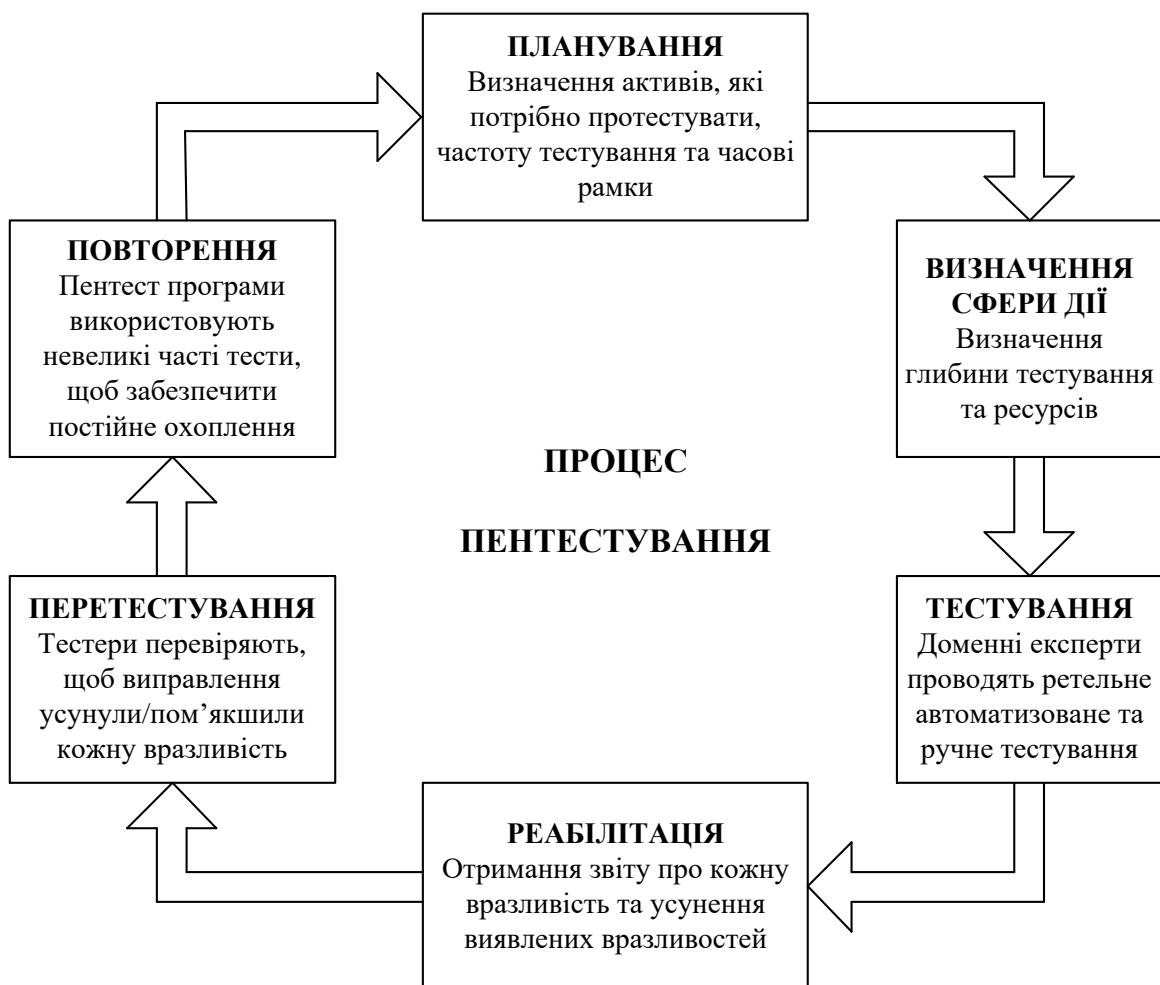 ПЛАНУВАННЯ
Визначення активів, які
потрібно протестувати,
частоту тестування та часові
рамки
ВИЗНАЧЕННЯ
СФЕРИ ДІЇ
Визначення
глибини тестування
та ресурсів
ТЕСТУВАННЯ
Доменні експерти
проводять ретельне
автоматизоване та
ручне тестування
РЕАБІЛІТАЦІЯ
Отримання звіту про кожну
вразливість та усунення
виявлених вразливостей
ПЕРЕТЕСТУВАННЯ
Тестери перевіряють,
щоб виправлення
усунули/пом’якшили
кожну вразливість
ПОВТОРЕННЯ
Пентест програми
використовують
невеликі часті тести,
щоб забезпечити
постійне охоплення
ПРОЦЕС
ПЕНТЕСТУВАННЯ